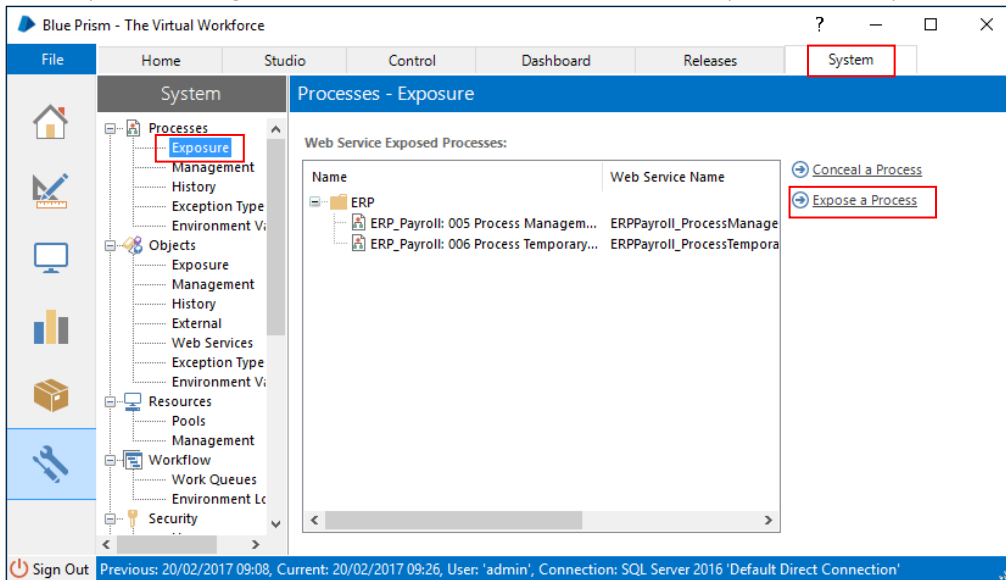 Blue Prism - The Virtual Workforce
?
File
Home
Studio
Control
Dashboard
Releases
System
System
Processes - Exposure
Processes
Exposure
Management
History
Exception Type
Environment
Objects
Exposure
Management
History
External
Web Services
Exception Type
Environment
Resources
Pools
Management
Workflow
Work Queues
Environment
Security
Web Service Exposed Processes:
Name Web Service Name
ERP
ERP_Payroll: 005 Process Managem... ERPPayroll_ProcessManage
ERP_Payroll: 006 Process Temporary... ERPPayroll_ProcessTempora
Conceal a Process
Expose a Process
Sign Out
Previous: 20/02/2017 09:08, Current: 20/02/2017 09:26, User: 'admin', Connection: SQL Server 2016 'Default Direct Connection'